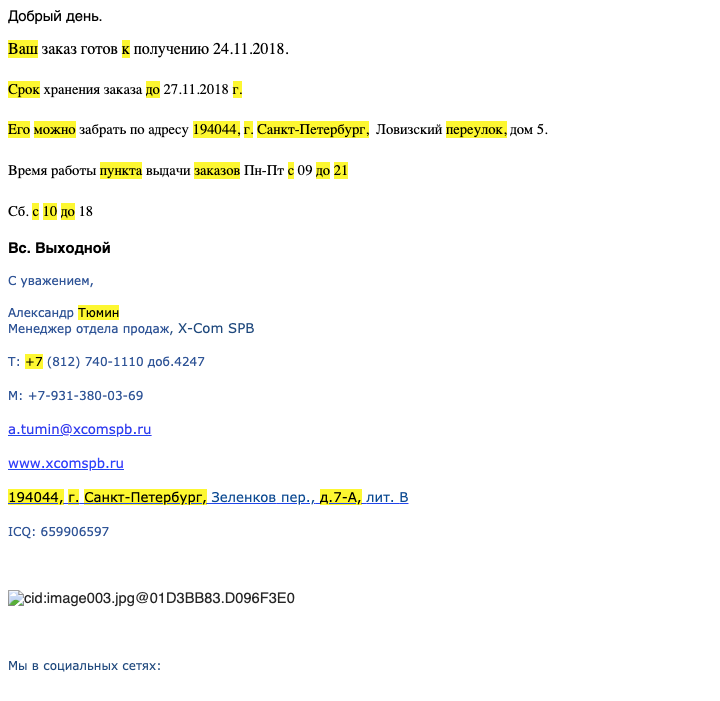 Добрый день.
Ваш заказ готов к получению 24.11.2018.
Срок хранения заказа до 27.11.2018 г.
Его можно забрать по адресу 194044, г. Санкт-Петербург, Ловизский переулок, дом 5.
Время работы пункта выдачи заказов Пн-Пт с 09 до 21
Сб. с 10 до 18
Вс. Выходной
С уважением,
Александр Тюмин
Менеджер отдела продаж, X-Com SPB
Т: +7 (812) 740-1110 доб.4247
М: +7-931-380-03-69
a.tumin@xcomspb.ru
www.xcomspb.ru
194044, г. Санкт-Петербург, Зеленков пер., д.7-А, лит. В
ICQ: 659906597
cid:image003.jpg@01D3BB83.D096F3E0
Мы в социальных сетях: